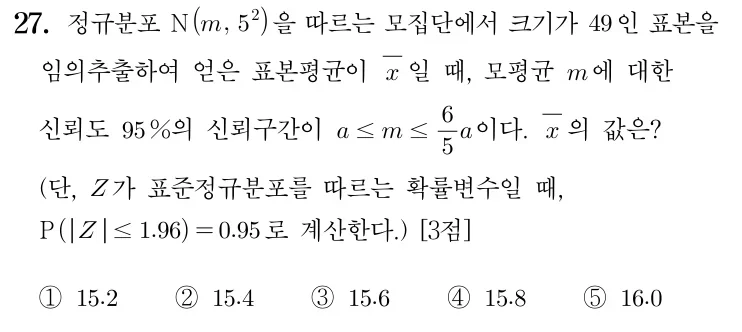 27. 정규분포 N(m, 5²)을 따르는 모집단에서 크기가 49인 표본을
임의추출하여 얻은 표본평균이 x̄ 일 때, 모평균 m에 대한
신뢰도 95%의 신뢰구간이 a ≤ m ≤ 6/5 a이다. x̄ 의 값은?
(단, Z가 표준정규분포를 따르는 확률변수일 때,
P(|Z| ≤ 1.96) = 0.95로 계산한다.) [3점]
① 15.2 ② 15.4 ③ 15.6 ④ 15.8 ⑤ 16.0